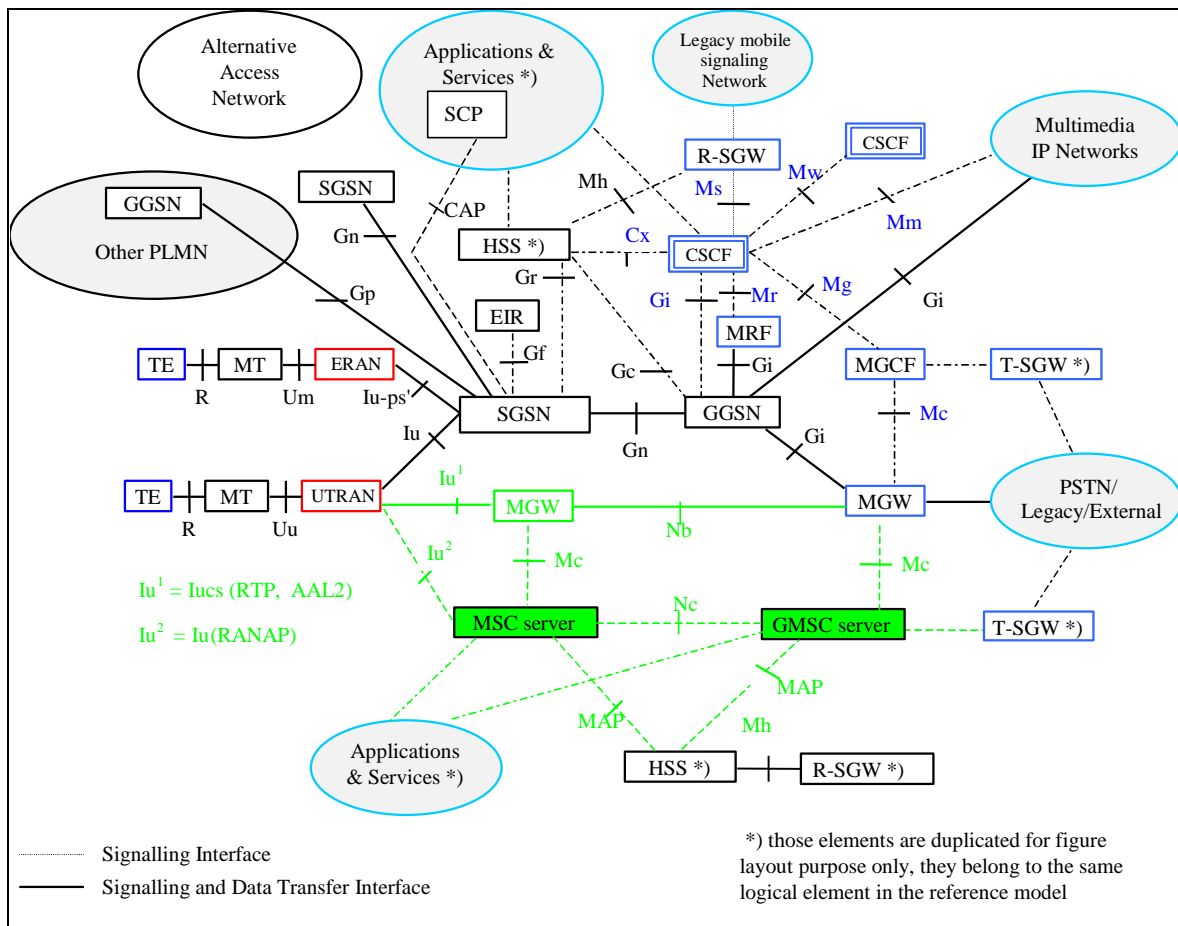 Alternative
Access
Network
Applications &
Services *)
SCP
Legacy mobile
signaling
Network
Multimedia
IP Networks
CSCF
R-SGW
Mh
Ms
Mw
Mm
SGSN
GGSN
Other PLMN
CAP
Gn
HSS *)
Cx
CSCF
Gr
Gp
Gi
Mr
Mg
Gi
EIR
MRF
Gf
Gc
Gi
TE
MT
ERAN
R
Um
Iu-ps'
MGCF
T-SGW *)
SGSN
GGSN
Mc
Iu
Gn
Gi
TE
MT
UTRAN
R
Uu
Iu¹
MGW
Nb
MGW
PSTN/
Legacy/External
Iu²
Mc
Mc
Iu¹ = Iucs (RTP, AAL2)
Iu² = Iu(RANAP)
MSC server
Nc
GMSC server
T-SGW *)
MAP
MAP
Mh
Applications
& Services *)
HSS *)
R-SGW *)
Signalling Interface
Signalling and Data Transfer Interface
*) those elements are duplicated for figure
layout purpose only, they belong to the same
logical element in the reference model